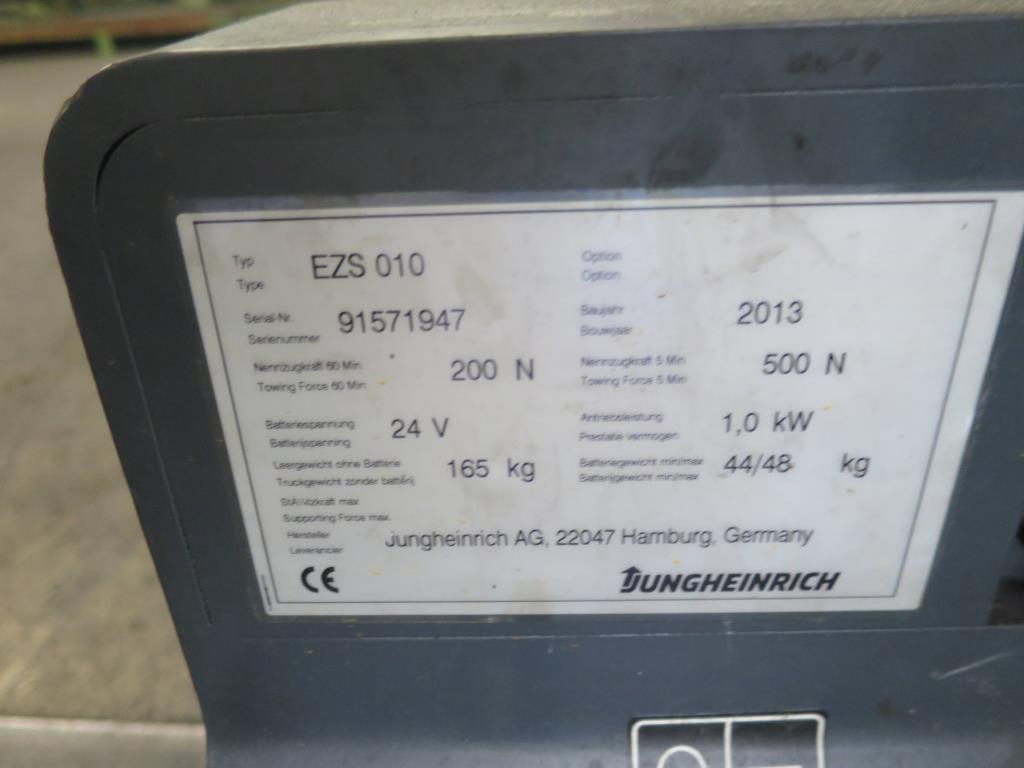 Typ EZS 010 Option
Type Option
Serial-Nr. 91571947 Baujahr 2013
Serienummer Bouwjaar
Nennzugkraft 60 Min 200 N Nennzugkraft 5 Min 500 N
Towing Force 60 Min Towing Force 5 Min
Batteriespannung 24 V Antriebsleistung 1,0 kW
Batterijspanning Prestatie vermogen
Leergewicht ohne Batterie 165 kg Batteriegewicht min/max 44/48 kg
Truckgewicht zonder batterij Batterijgewicht min/max
max
Supporting Force max.
Hersteller Jungheinrich AG, 22047 Hamburg, Germany
Leverancier
CE JUNGHEINRICH